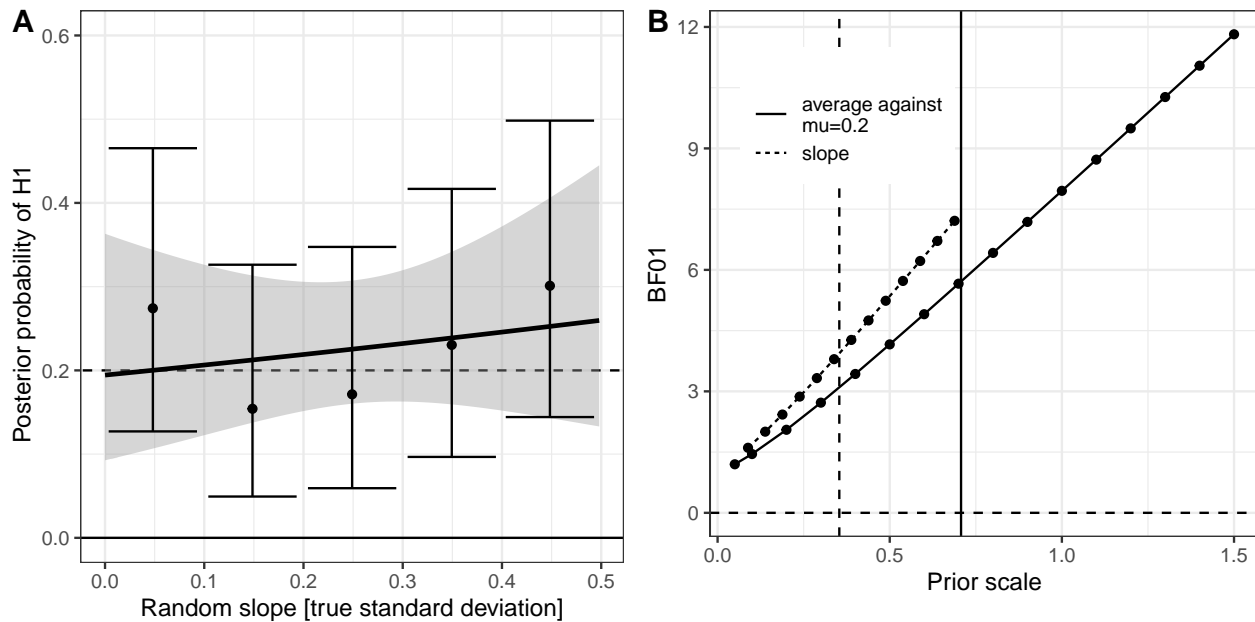 A
Posterior probability of H1
0.6
0.4
0.2
0.0
0.0 0.1 0.2 0.3 0.4 0.5
Random slope [true standard deviation]
B
BF01
12
9
6
3
0
average against
mu=0.2
slope
0.0 0.5 1.0 1.5
Prior scale